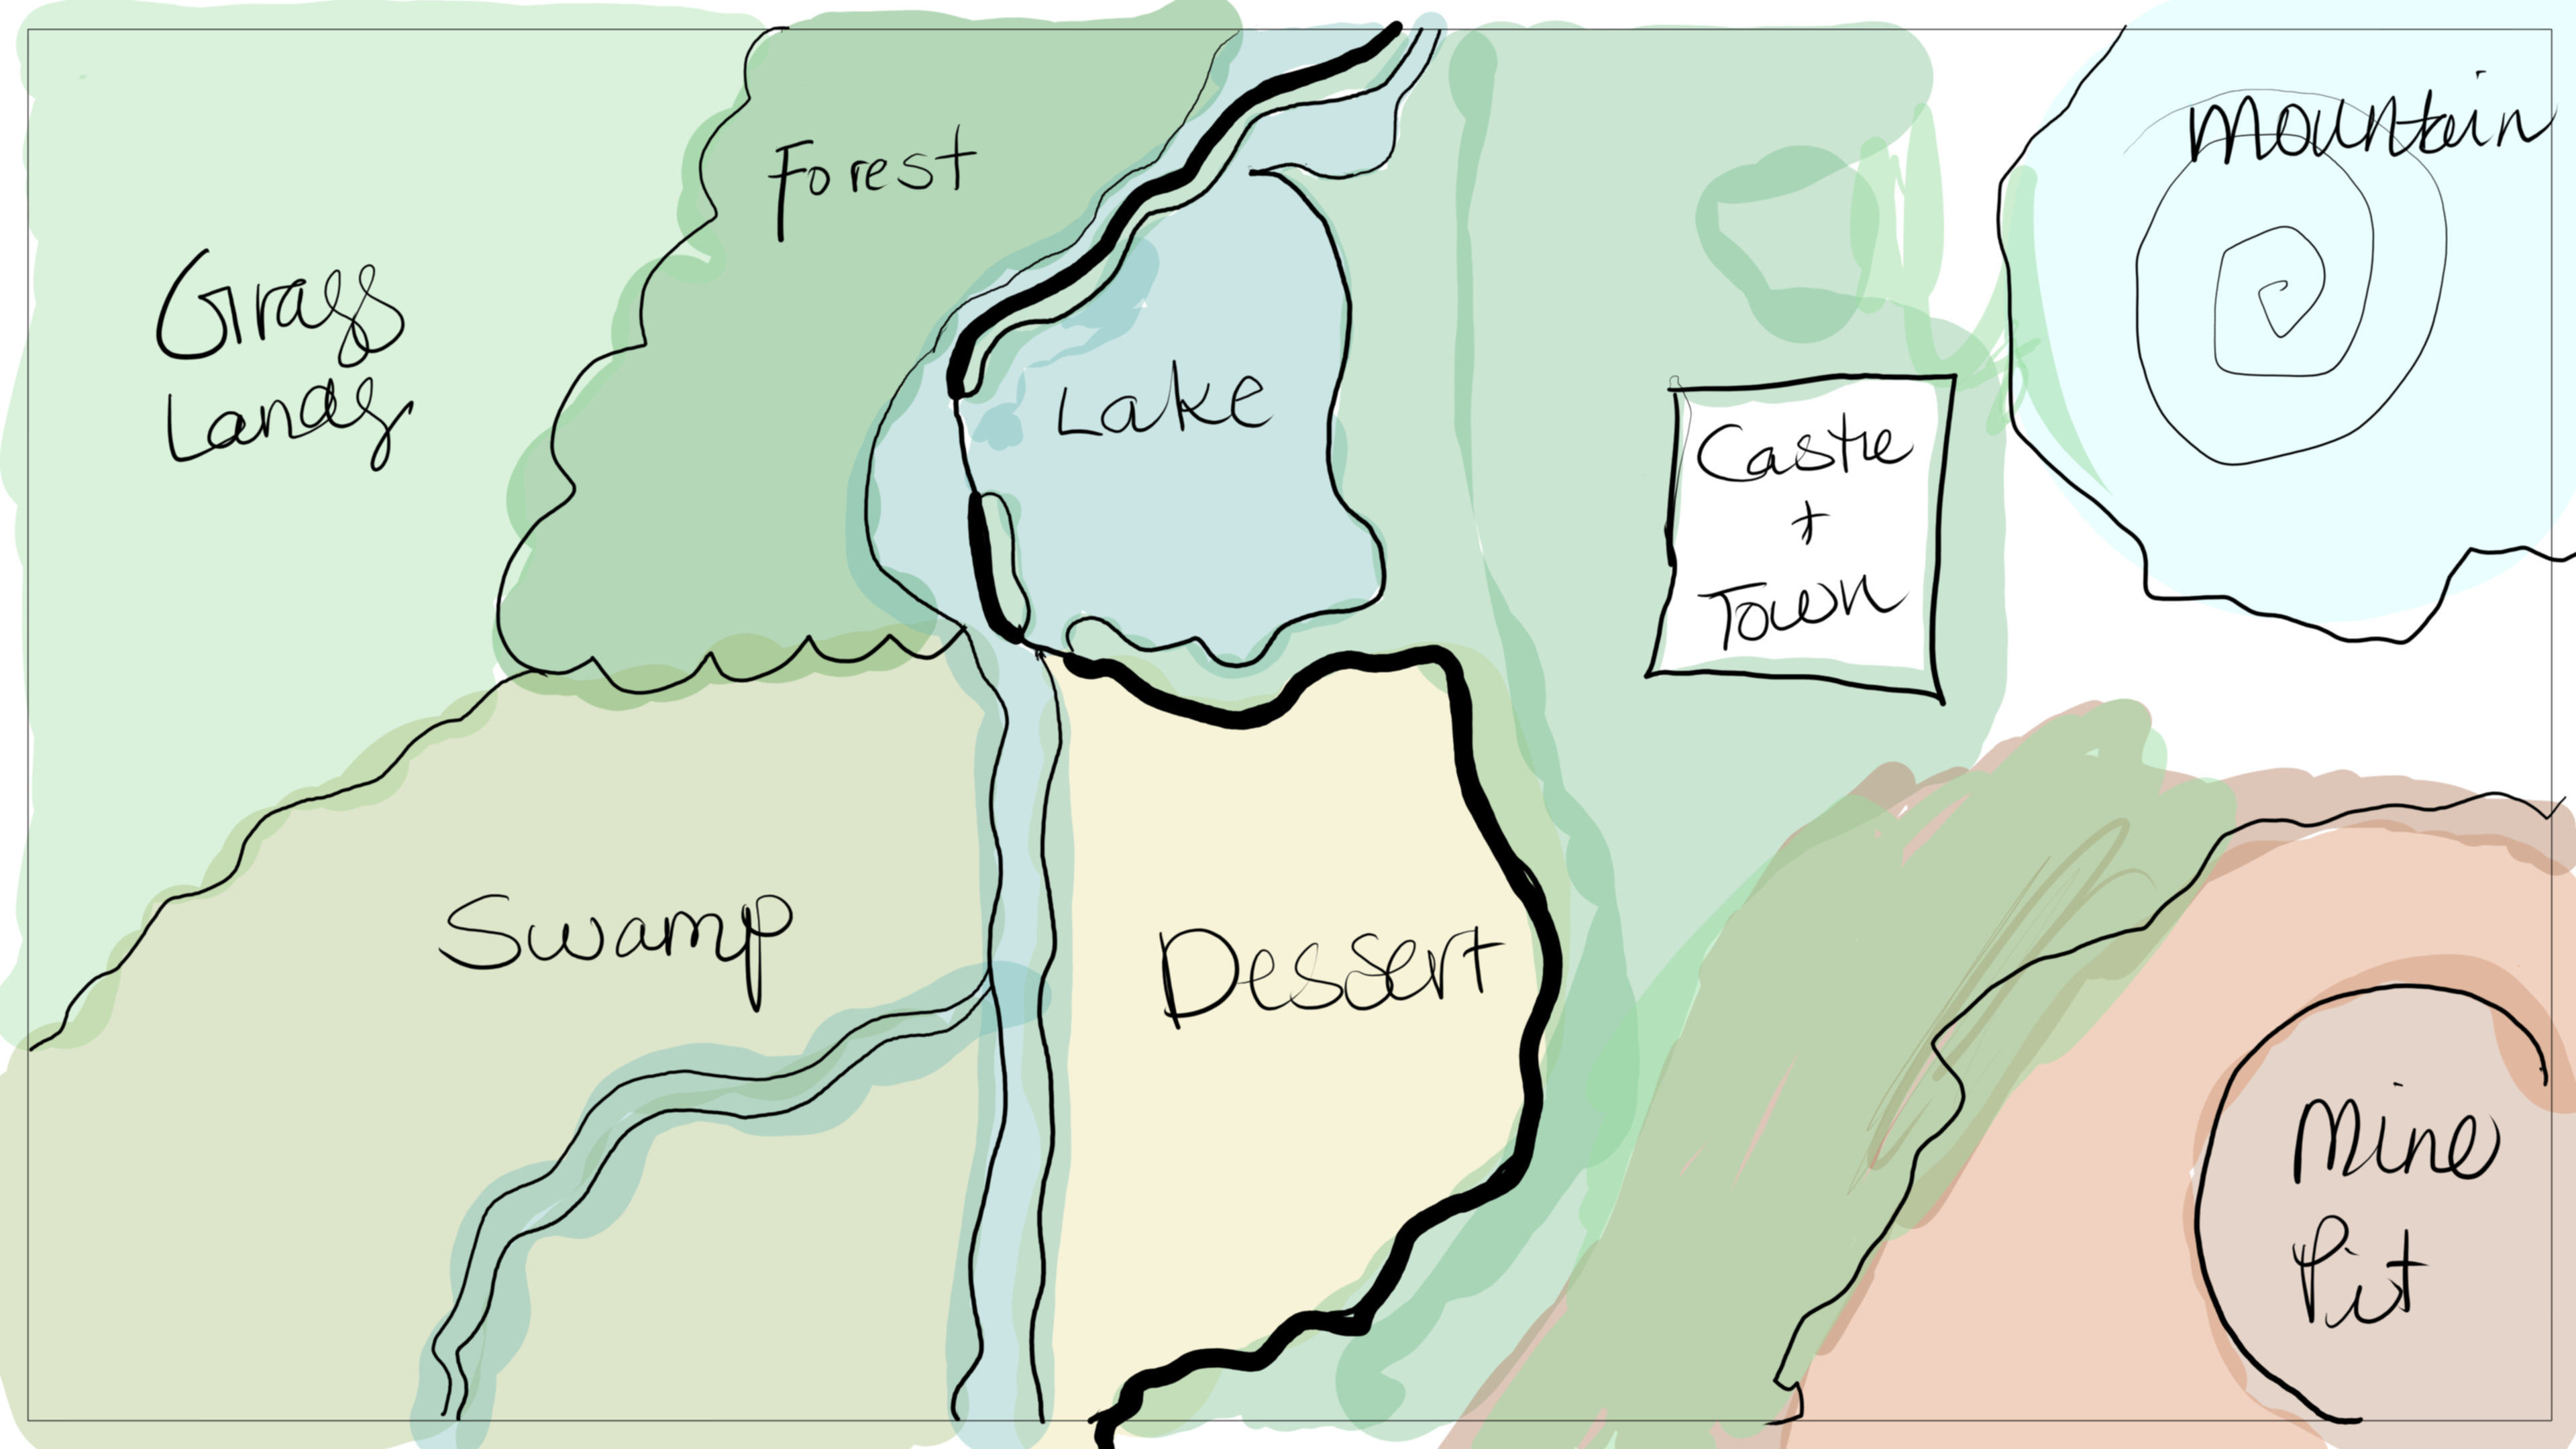 Grass
Lands
Forest
Lake
Castle
+
Town
mountain
Swamp
Dessert
Mine
Pit